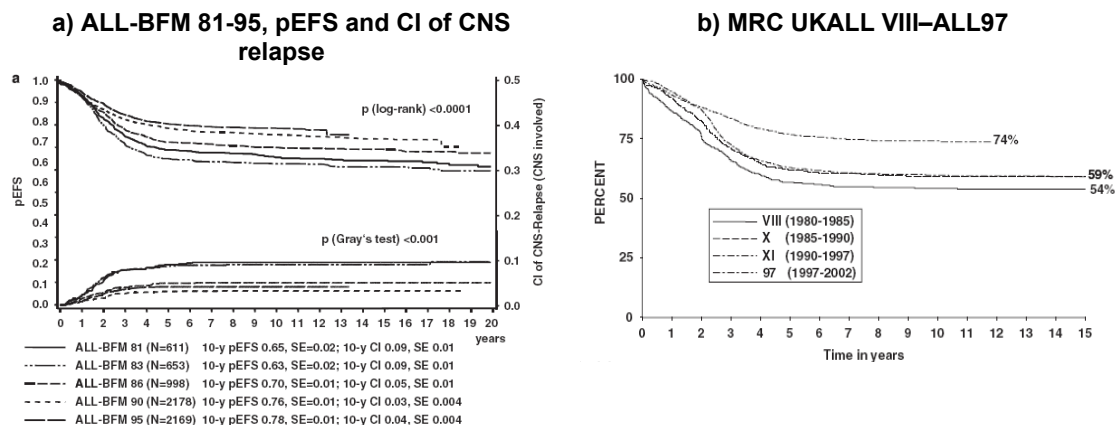 a) ALL-BFM 81-95, pEFS and CI of CNS
relapse
b) MRC UKALL VIII–ALL97
a
1.0
0.9
0.8
0.7
0.6
0.5
0.4
0.3
0.2
0.1
0.0
pEFS
p (log-rank) <0.0001
p (Gray's test) <0.001
0.5
0.4
0.3
0.2
0.1
0.0
CI of CNS-Relapse (CNS involved)
0 1 2 3 4 5 6 7 8 9 10 11 12 13 14 15 16 17 18 19 20
years
ALL-BFM 81 (N=611) 10-y pEFS 0.65, SE=0.02; 10-y CI 0.09, SE 0.01
ALL-BFM 83 (N=653) 10-y pEFS 0.63, SE=0.02; 10-y CI 0.09, SE 0.01
ALL-BFM 86 (N=998) 10-y pEFS 0.70, SE=0.01; 10-y CI 0.05, SE 0.01
ALL-BFM 90 (N=2178) 10-y pEFS 0.76, SE=0.01; 10-y CI 0.03, SE 0.004
ALL-BFM 95 (N=2169) 10-y pEFS 0.78, SE=0.01; 10-y CI 0.04, SE 0.004
100
75
50
25
0
PERCENT
74%
59%
54%
VIII (1980-1985)
X (1985-1990)
XI (1990-1997)
97 (1997-2002)
0 1 2 3 4 5 6 7 8 9 10 11 12 13 14 15
Time in years